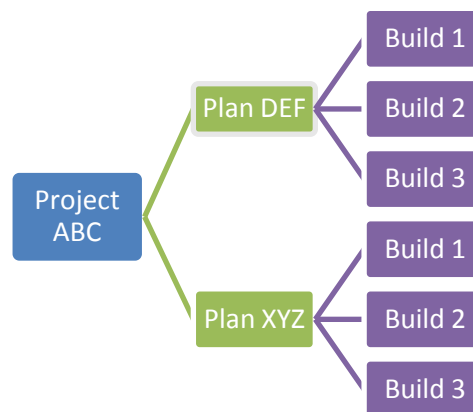 Project
ABC
Plan DEF
Build 1
Build 2
Build 3
Plan XYZ
Build 1
Build 2
Build 3